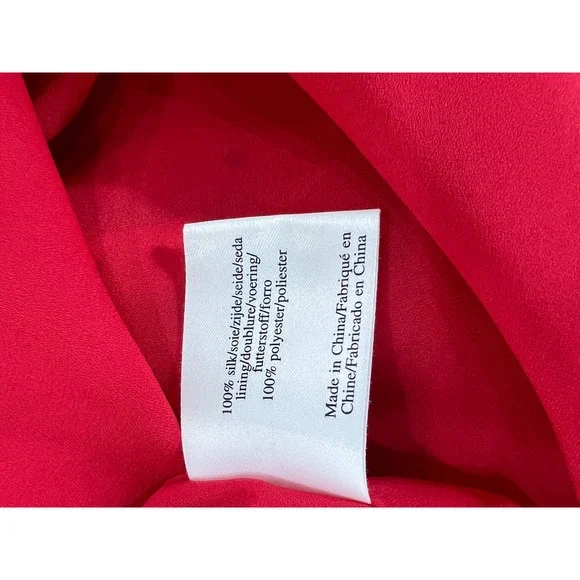 100% silk/soie/zijde/seide/seda
lining/doublure/voering/
futterstoff/forro
100% polyester/poliester
Made in China/Fabriqué en
Chine/Fabricado en China